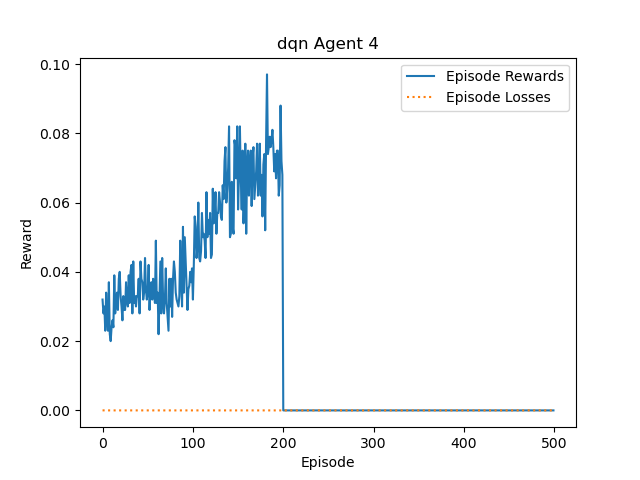 dqn Agent 4
Episode Rewards
Episode Losses
0.10
0.08
0.06
0.04
0.02
0.00
Reward
0 100 200 300 400 500
Episode